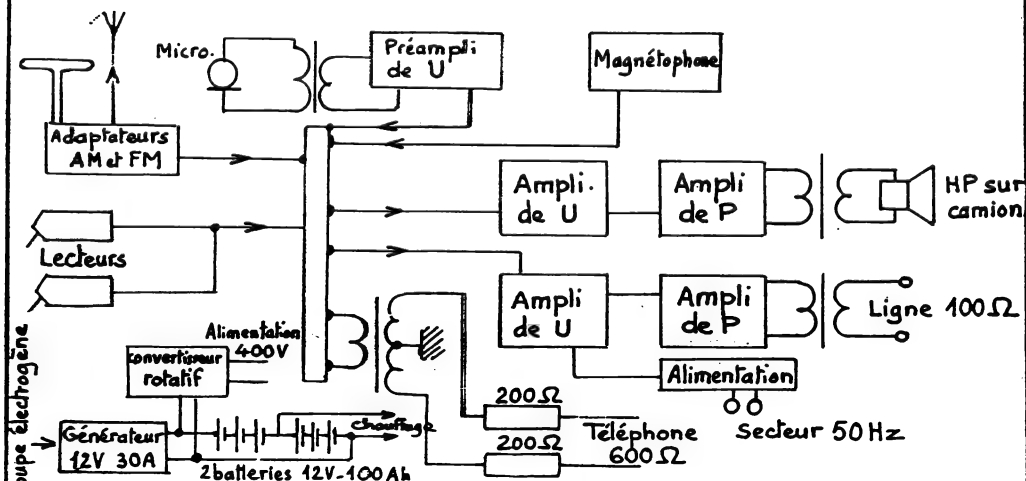 Micro.
Préampli
de U
Magnétophone
Adaptateurs
AM et FM
Ampli.
de U
Ampli
de P
HP sur
camion
Lecteurs
Ampli
de U
Ampli
de P
Ligne 100Ω
Alimentation
400V
convertisseur
rotatif
Alimentation
Secteur 50 Hz
200Ω
200Ω
Téléphone
600Ω
chauffage
Générateur
12V 30A
2batteries 12V-100Ah
électrogène